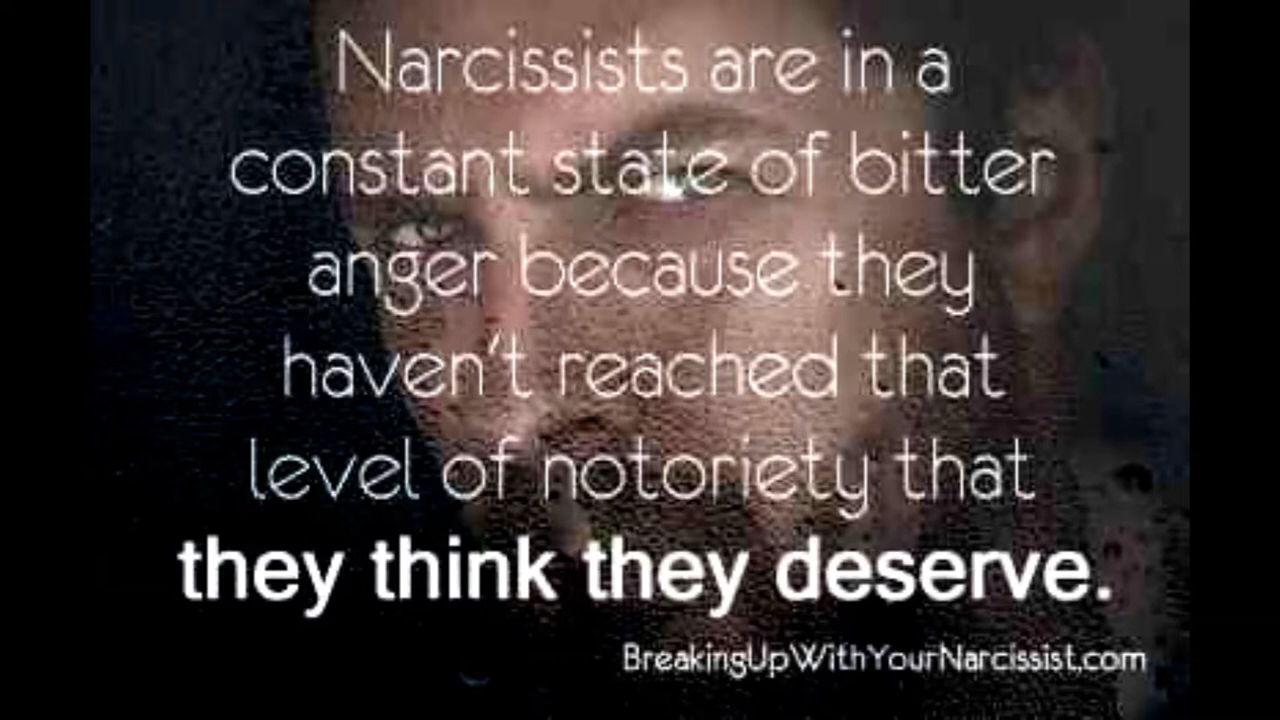 Narcissists are in a
constant state of bitter
anger because they
haven't reached that
level of notoriety that
they think they deserve.
BreakingUpWithYourNarcissist.com